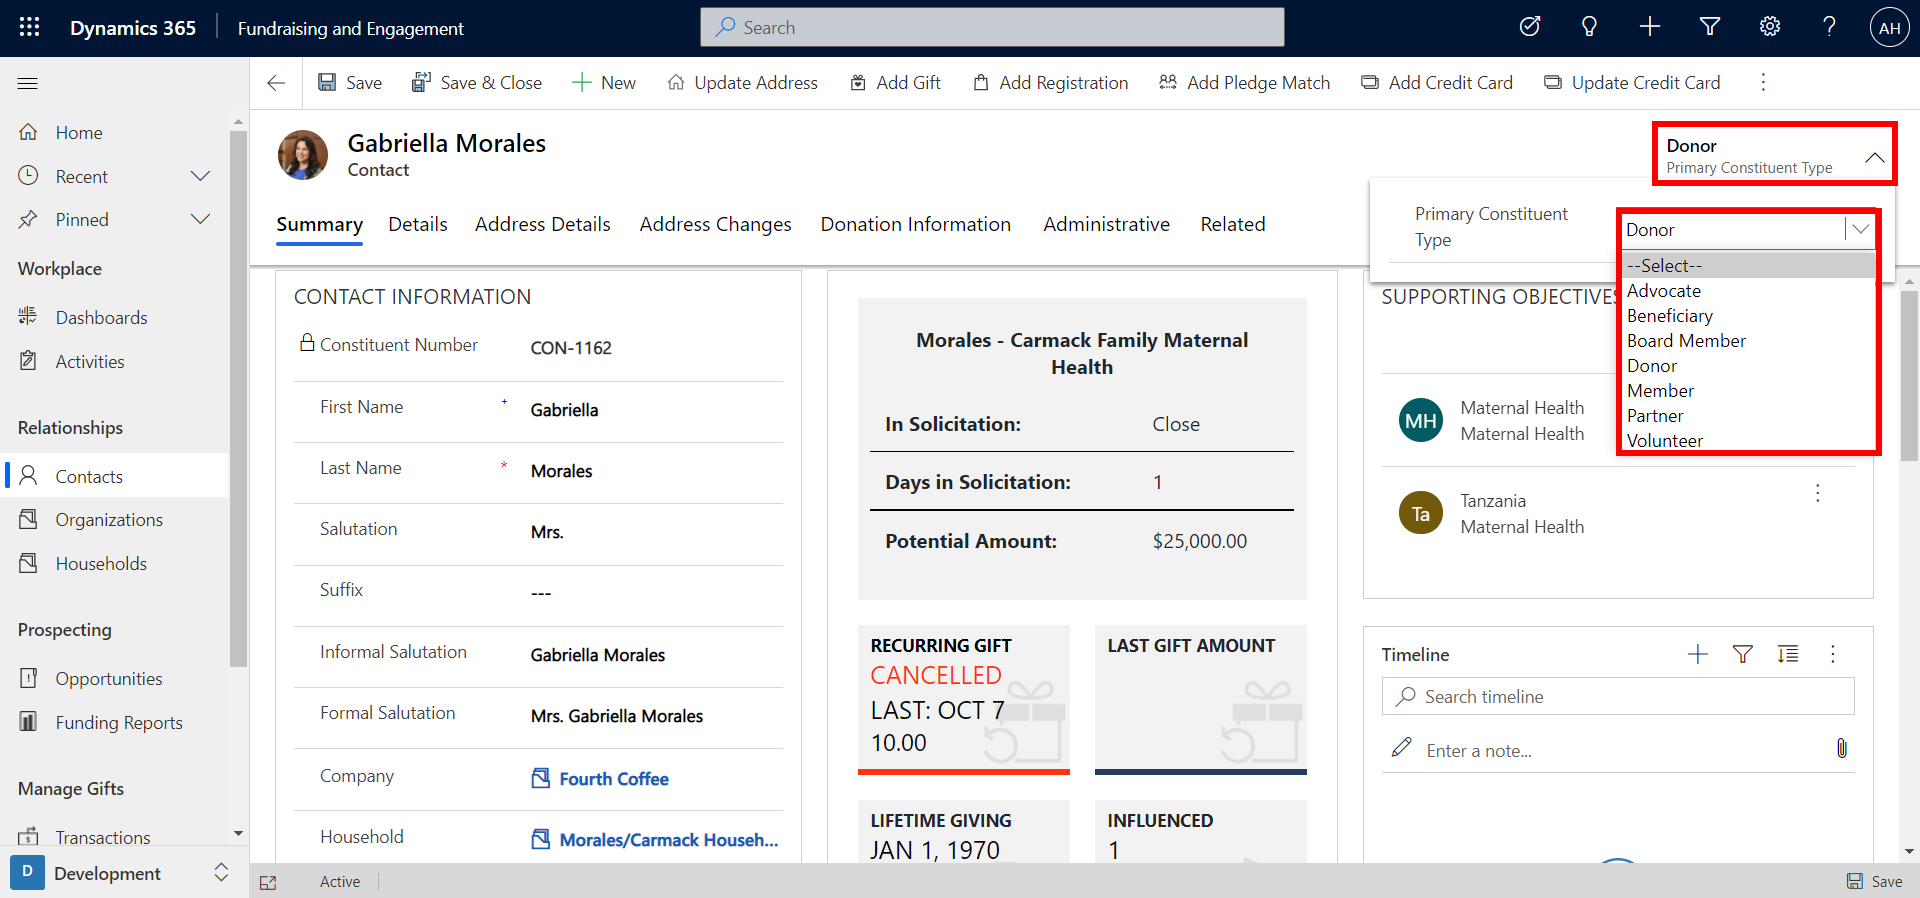 Dynamics 365
Fundraising and Engagement
Search
AH
Save
Save & Close
New
Update Address
Add Gift
Add Registration
Add Pledge Match
Add Credit Card
Update Credit Card
Home
Recent
Pinned
Workplace
Dashboards
Activities
Relationships
Contacts
Organizations
Households
Prospecting
Opportunities
Funding Reports
Manage Gifts
Transactions
D
Development
Gabriella Morales
Contact
Donor
Primary Constituent Type
Summary
Details
Address Details
Address Changes
Donation Information
Administrative
Related
Primary Constituent
Type
Donor
--Select--
Advocate
Beneficiary
Board Member
Donor
Member
Partner
Volunteer
CONTACT INFORMATION
Constituent Number
CON-1162
First Name
+
Gabriella
Last Name
*
Morales
Salutation
Mrs.
Suffix
---
Informal Salutation
Gabriella Morales
Formal Salutation
Mrs. Gabriella Morales
Company
Fourth Coffee
Household
Morales/Carmack Househ...
Morales - Carmack Family Maternal
Health
In Solicitation:
Close
Days in Solicitation:
1
Potential Amount:
$25,000.00
RECURRING GIFT
CANCELLED
LAST: OCT 7
10.00
LAST GIFT AMOUNT
LIFETIME GIVING
JAN 1, 1970
INFLUENCED
1
SUPPORTING OBJECTIVES
MH
Maternal Health
Maternal Health
Ta
Tanzania
Maternal Health
Timeline
Search timeline
Enter a note...
Active
Save